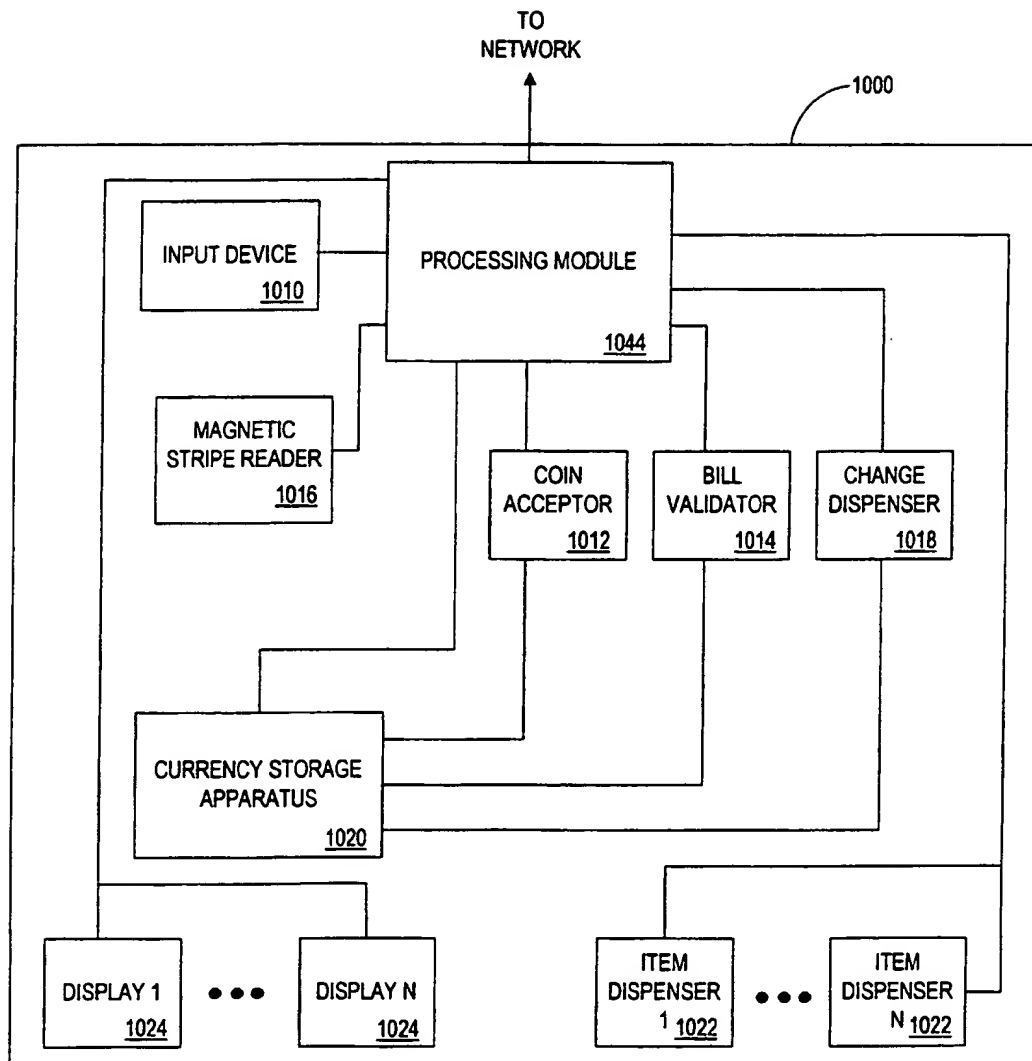 TO
NETWORK
1000
INPUT DEVICE
1010
PROCESSING MODULE
1044
MAGNETIC
STRIPE READER
1016
COIN
ACCEPTOR
1012
BILL
VALIDATOR
1014
CHANGE
DISPENSER
1018
CURRENCY STORAGE
APPARATUS
1020
DISPLAY 1
1024
DISPLAY N
1024
ITEM
DISPENSER
1 1022
ITEM
DISPENSER
N 1022